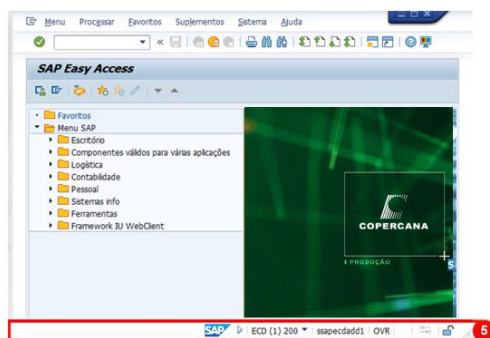 Menu Processar Favoritos Suplementos Sistema Ajuda
SAP Easy Access
Favoritos
Menu SAP
Escritório
Componentes válidos para várias aplicações
Logística
Contabilidade
Pessoal
Sistemas info
Ferramentas
Framework IU WebClient
COPERCANA
PRODUÇÃO
S
SAP ECD (1) 200 ssapecdadd1 OVR
5